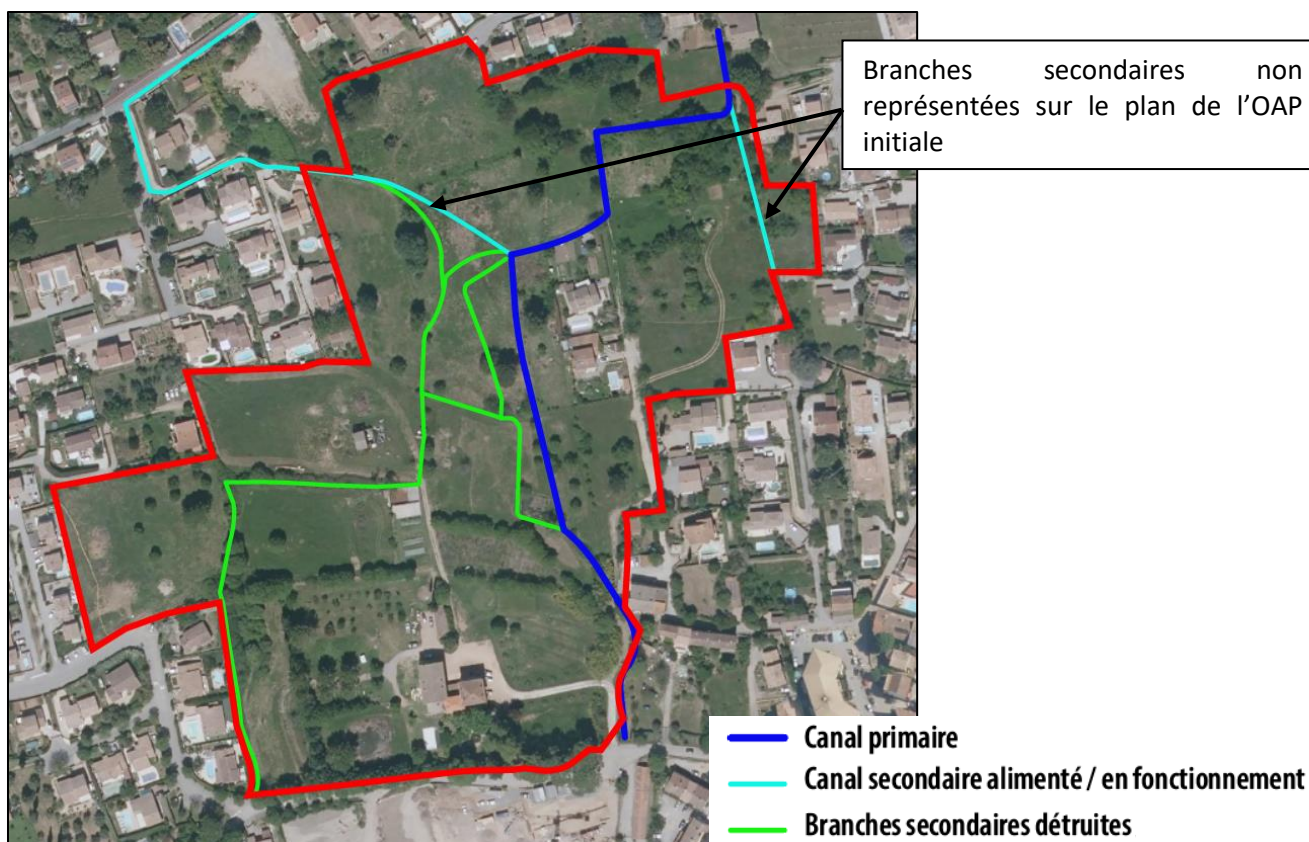 Branches secondaires non
représentées sur le plan de l’OAP
initiale
Canal primaire
Canal secondaire alimenté / en fonctionnement
Branches secondaires détruites